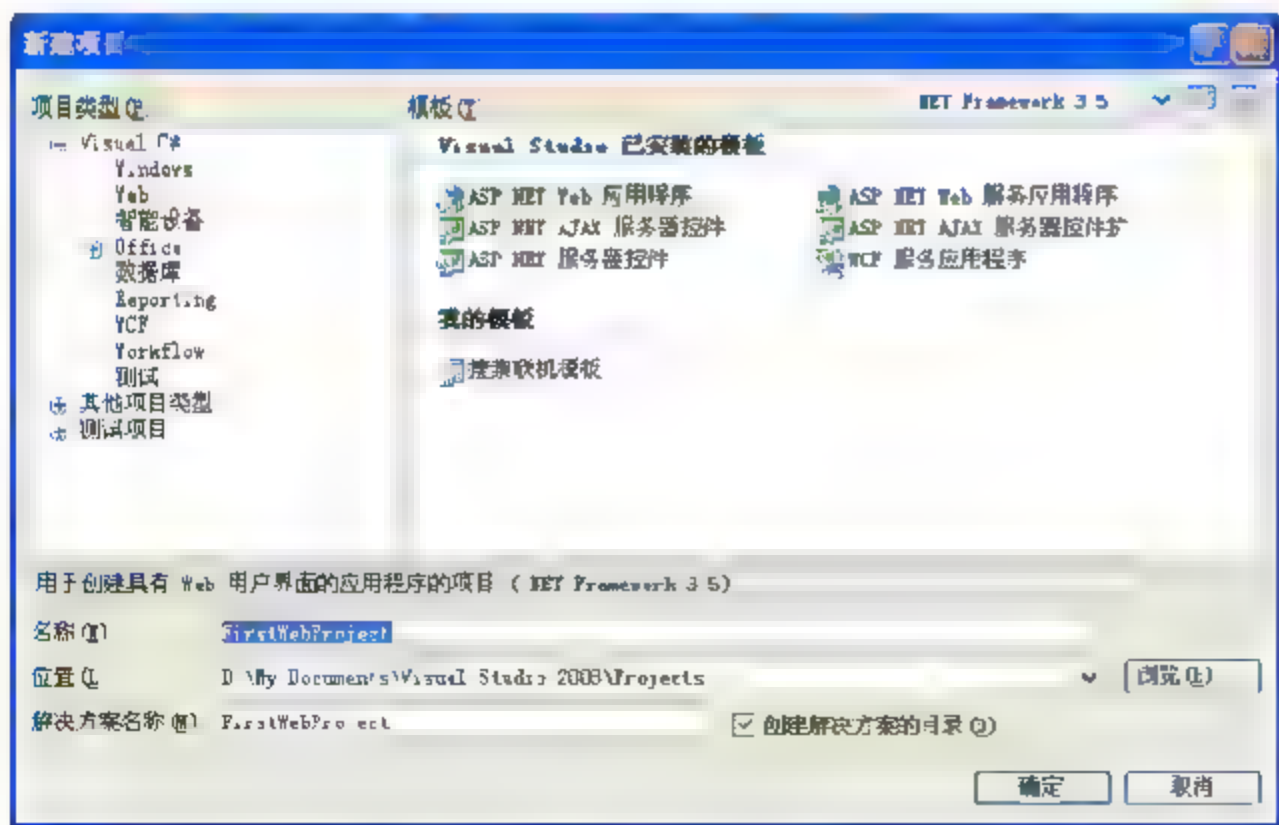 新建项目
项目类型(P)
模板(T)
.NET Framework 3.5
Visual C#
Windows
Web
智能设备
Office
数据库
Reporting
WCF
Workflow
测试
其他项目类型
测试项目
Visual Studio 已安装的模板
ASP.NET Web 应用程序
ASP.NET Web 服务应用程序
ASP.NET AJAX 服务器控件
ASP.NET AJAX 服务器控件扩
ASP.NET 服务器控件
WCF 服务应用程序
我的模板
搜索联机模板
用于创建具有 Web 用户界面的应用程序的项目 (.NET Framework 3.5)
名称(N)
FirstWebProject
位置(L)
D:\My Documents\Visual Studio 2008\Projects
浏览(B)
解决方案名称(M)
FirstWebProject
创建解决方案的目录(D)
确定
取消